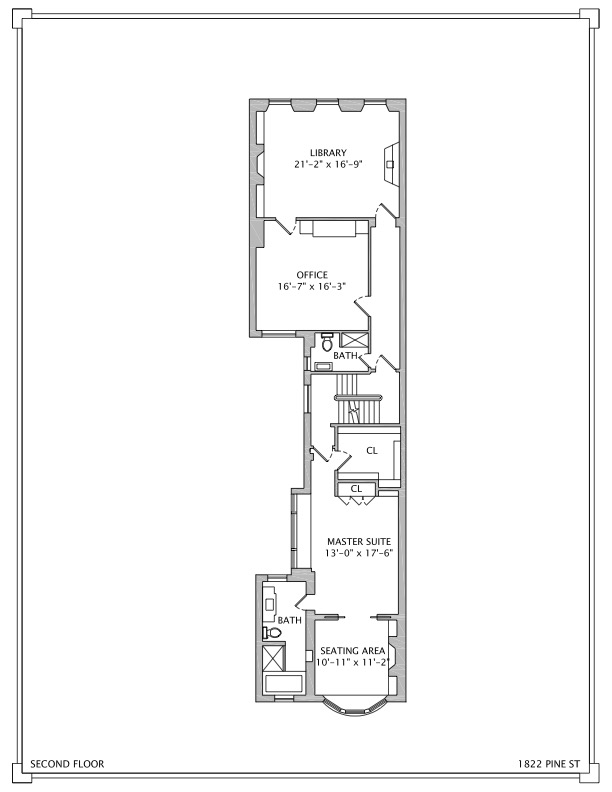 LIBRARY
21'-2" x 16'-9"
OFFICE
16'-7" x 16'-3"
BATH
CL
CL
MASTER SUITE
13'-0" x 17'-6"
BATH
SEATING AREA
10'-11" x 11'-2"
SECOND FLOOR
1822 PINE ST